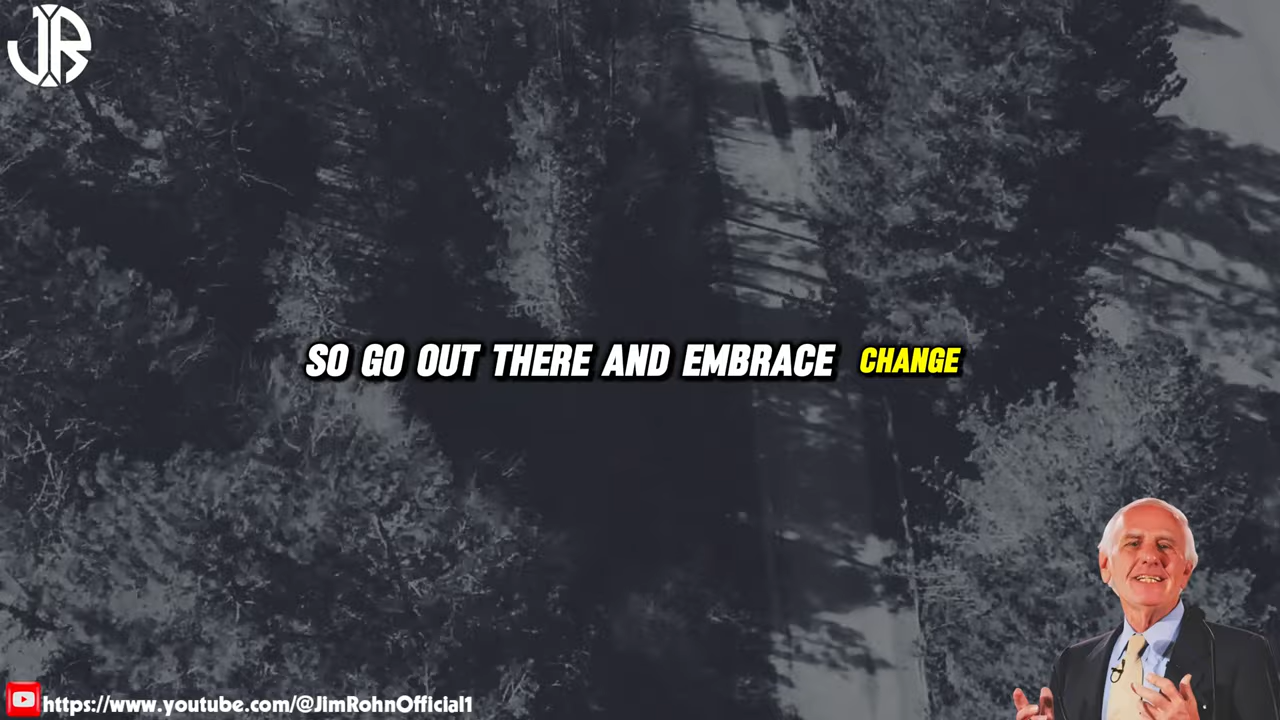 JR
SO GO OUT THERE AND EMBRACE CHANGE
https://www.youtube.com/@JimRohnOfficial1